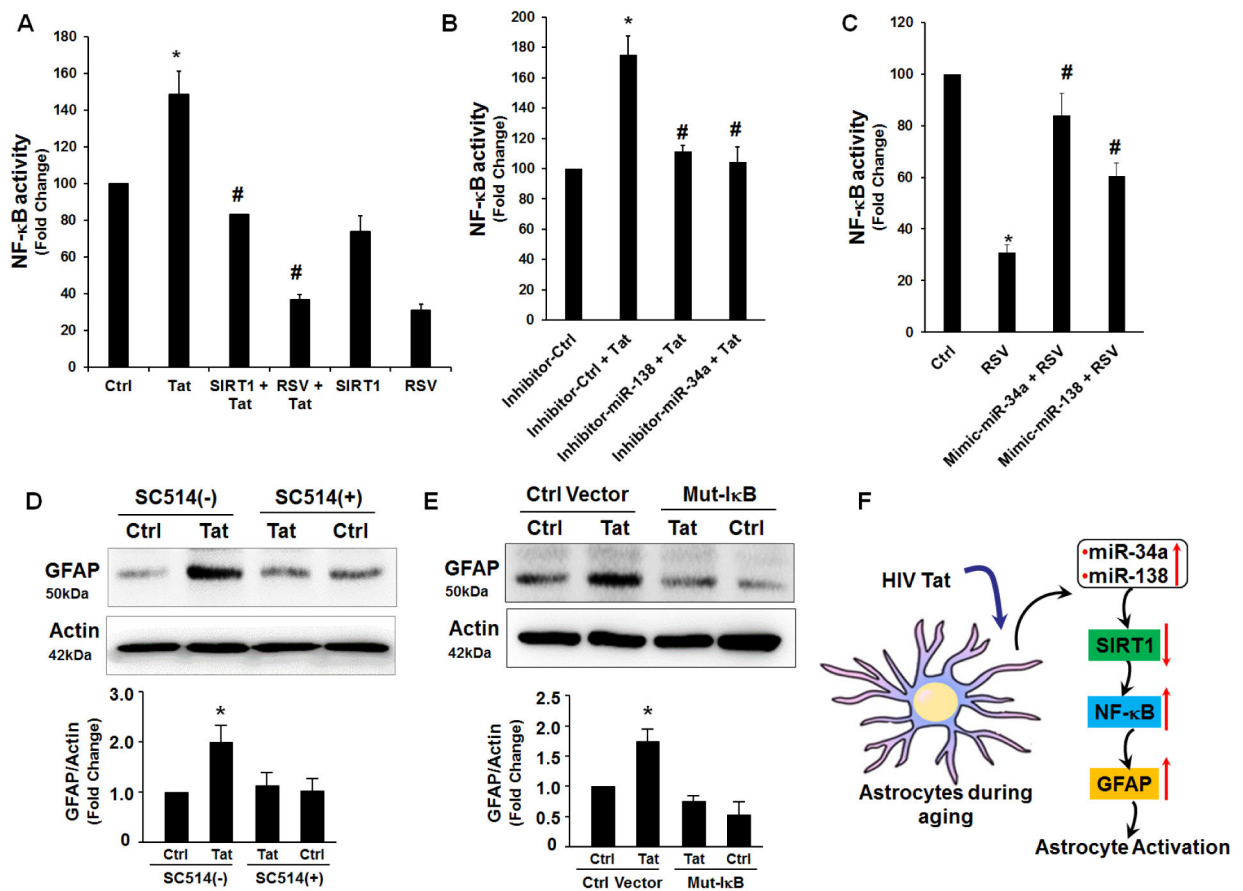 A
NF-κB activity
(Fold Change)
180
160
140
120
100
80
60
40
20
0
*
#
#
Ctrl
Tat
SIRT1 + Tat
RSV + Tat
SIRT1
RSV
B
NF-κB activity
(Fold Change)
200
180
160
140
120
100
80
60
40
20
0
*
#
#
Inhibitor-Ctrl
Inhibitor-Ctrl + Tat
Inhibitor-miR-138 + Tat
Inhibitor-miR-34a + Tat
C
NF-κB activity
(Fold Change)
120
100
80
60
40
20
0
*
#
#
Ctrl
RSV
Mimic-miR-34a + RSV
Mimic-miR-138 + RSV
D
SC514(-) SC514(+)
Ctrl Tat Tat Ctrl
GFAP
50kDa
Actin
42kDa
GFAP/Actin
(Fold Change)
3.0
2.0
1.0
0
*
Ctrl Tat Tat Ctrl
SC514(-) SC514(+)
E
Ctrl Vector Mut-IκB
Ctrl Tat Tat Ctrl
GFAP
50kDa
Actin
42kDa
GFAP/Actin
(Fold Change)
2.5
2.0
1.5
1.0
0.5
0
*
Ctrl Tat Tat Ctrl
Ctrl Vector Mut-IκB
F
HIV Tat
•miR-34a
•miR-138
SIRT1
NF-κB
GFAP
Astrocytes during
aging
Astrocyte Activation